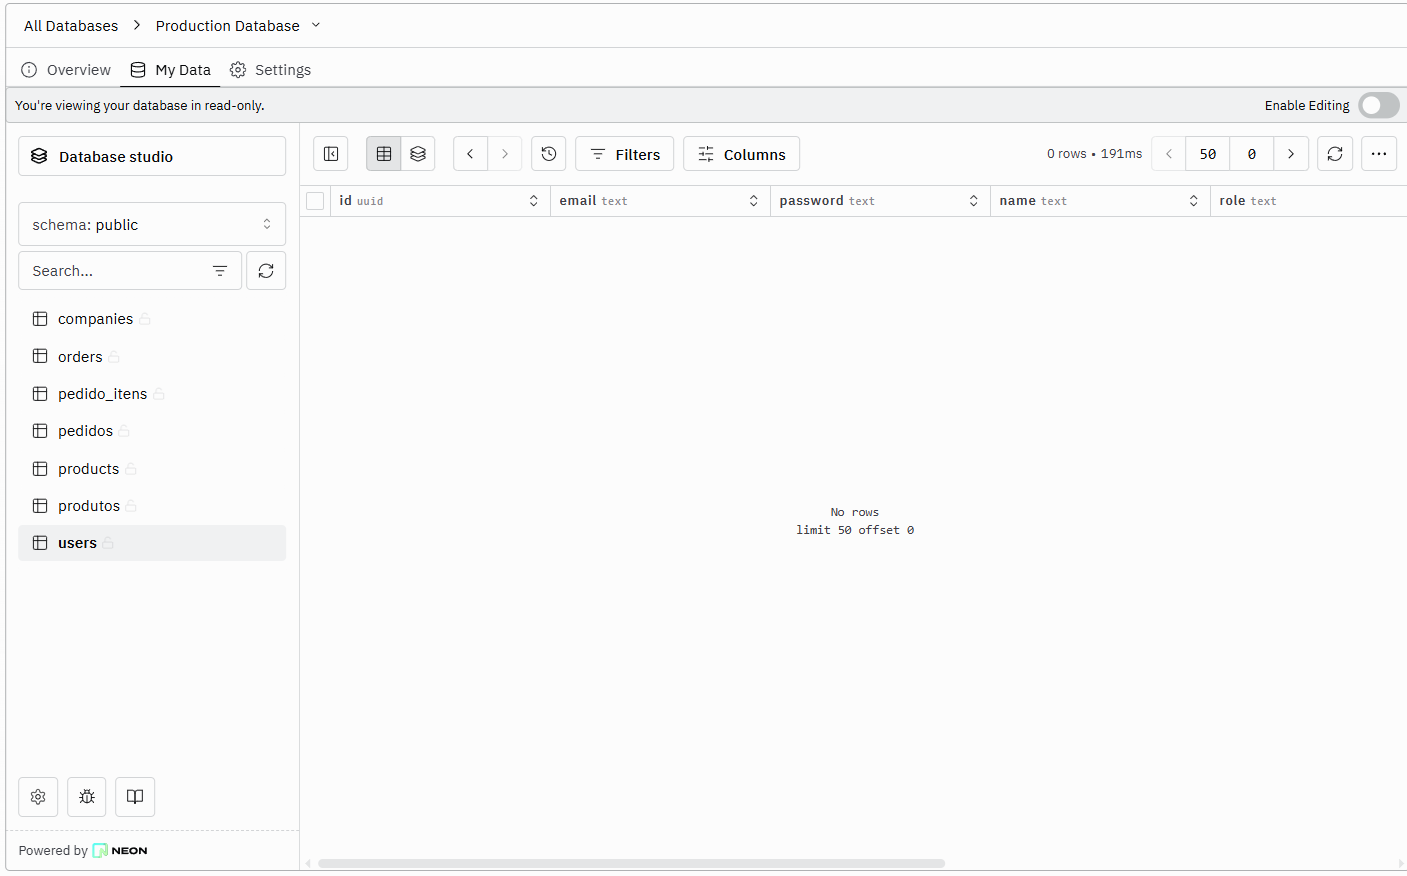 All Databases > Production Database
Overview My Data Settings
You're viewing your database in read-only.
Enable Editing
Database studio
Filters
Columns
0 rows • 191ms
50
0
id uuid
email text
password text
name text
role text
schema: public
Search...
companies
orders
pedido_itens
pedidos
products
produtos
users
No rows
limit 50 offset 0
Powered by NEON